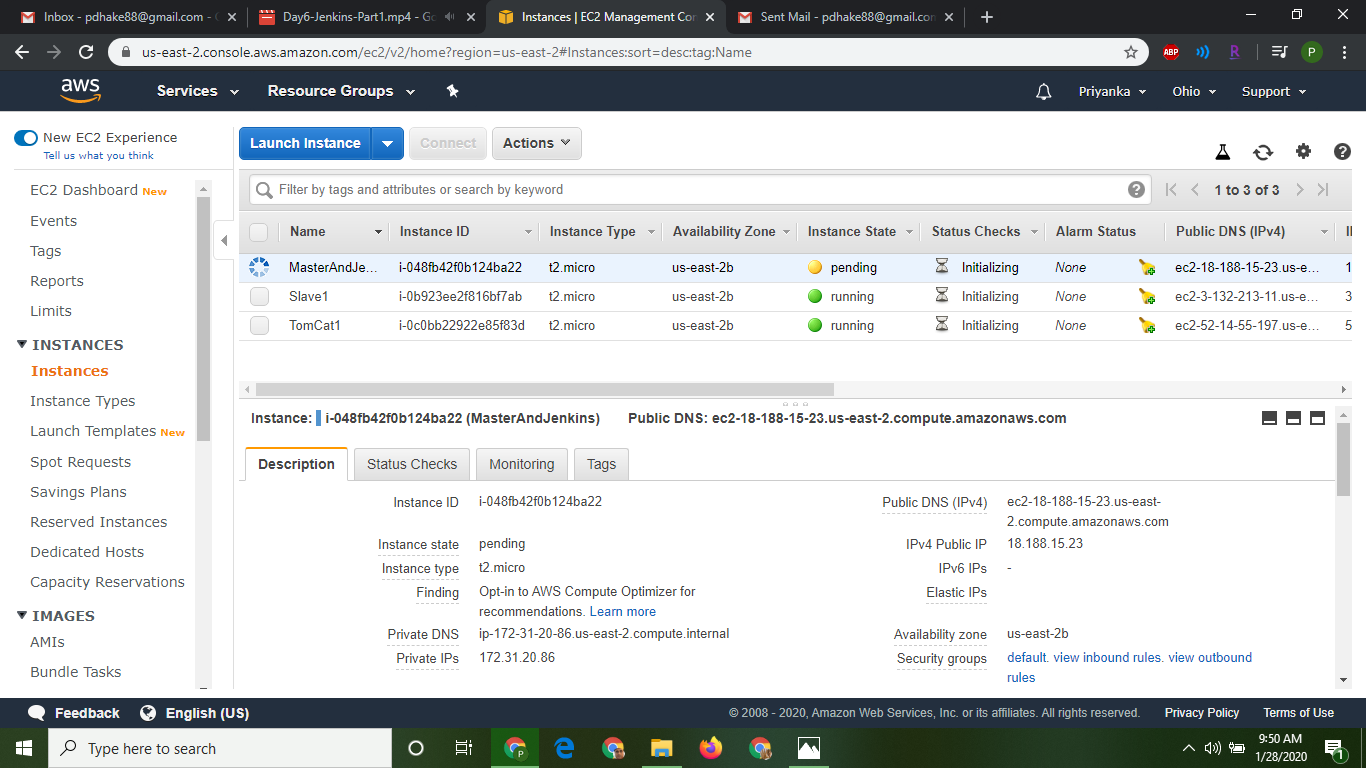 Inbox - pdhake88@gmail.com - G
Day6-Jenkins-Part1.mp4 - Go
Instances | EC2 Management Con
Sent Mail - pdhake88@gmail.com
us-east-2.console.aws.amazon.com/ec2/v2/home?region=us-east-2#Instances:sort=desc:tag:Name
ABP
R
P
aws
Services
Resource Groups
Priyanka
Ohio
Support
New EC2 Experience
Tell us what you think
EC2 Dashboard New
Events
Tags
Reports
Limits
INSTANCES
Instances
Instance Types
Launch Templates New
Spot Requests
Savings Plans
Reserved Instances
Dedicated Hosts
Capacity Reservations
IMAGES
AMIs
Bundle Tasks
Launch Instance
Connect
Actions
Filter by tags and attributes or search by keyword
1 to 3 of 3
Name Instance ID Instance Type Availability Zone Instance State Status Checks Alarm Status Public DNS (IPv4)
MasterAndJe... i-048fb42f0b124ba22 t2.micro us-east-2b pending Initializing None ec2-18-188-15-23.us-e... 1
Slave1 i-0b923ee2f816bf7ab t2.micro us-east-2b running Initializing None ec2-3-132-213-11.us-e... 3
TomCat1 i-0c0bb22922e85f83d t2.micro us-east-2b running Initializing None ec2-52-14-55-197.us-e... 5
Instance: i-048fb42f0b124ba22 (MasterAndJenkins) Public DNS: ec2-18-188-15-23.us-east-2.compute.amazonaws.com
Description
Status Checks
Monitoring
Tags
Instance ID i-048fb42f0b124ba22
Instance state pending
Instance type t2.micro
Finding Opt-in to AWS Compute Optimizer for
recommendations. Learn more
Private DNS ip-172-31-20-86.us-east-2.compute.internal
Private IPs 172.31.20.86
Public DNS (IPv4) ec2-18-188-15-23.us-east-
2.compute.amazonaws.com
IPv4 Public IP 18.188.15.23
IPv6 IPs -
Elastic IPs
Availability zone us-east-2b
Security groups default. view inbound rules. view outbound
rules
Feedback
English (US)
© 2008 - 2020, Amazon Web Services, Inc. or its affiliates. All rights reserved.
Privacy Policy
Terms of Use
Type here to search
9:50 AM
1/28/2020
1